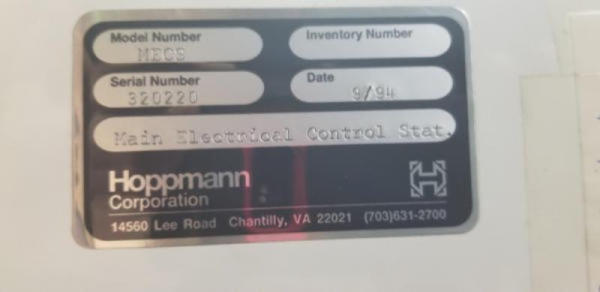 Model Number
Inventory Number
MECS
Serial Number
Date
320220
9/94
Main Electrical Control Stat.
Hoppmann
Corporation
14560 Lee Road Chantilly, VA 22021 (703)631-2700